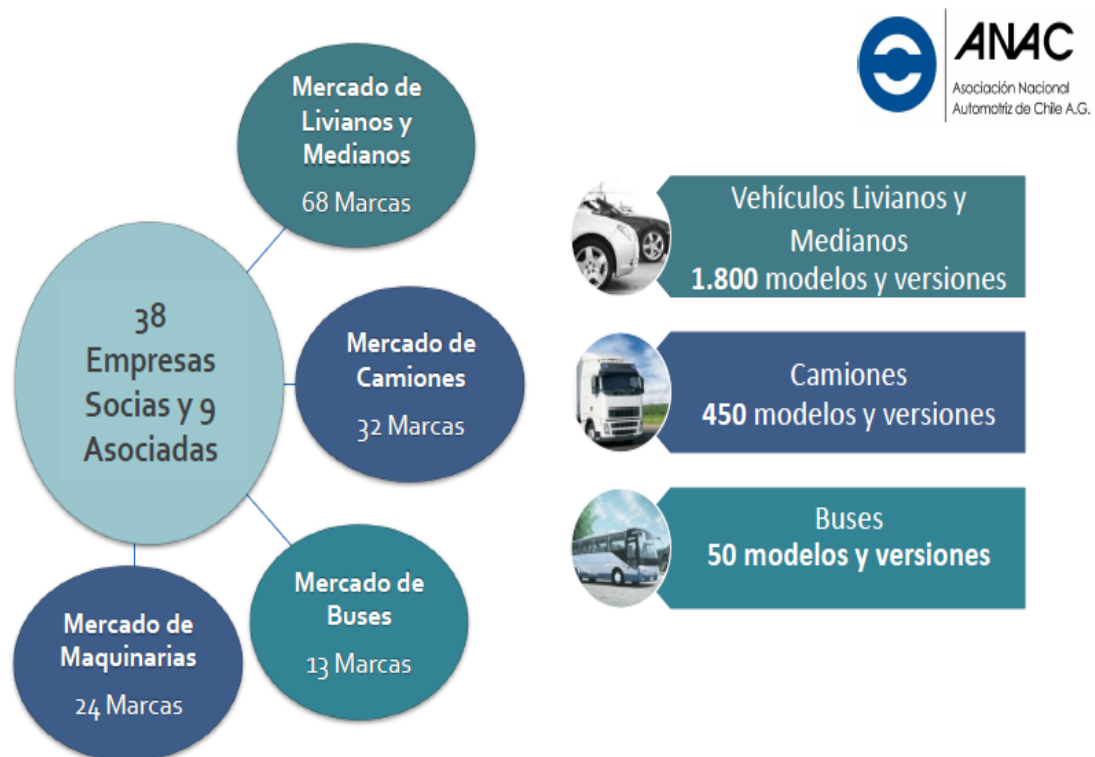 ANAC
Asociación Nacional
Automotriz de Chile A.G.
Mercado de
Livianos y
Medianos
68 Marcas
38
Empresas
Socias y 9
Asociadas
Mercado de
Camiones
32 Marcas
Mercado de
Buses
13 Marcas
Mercado de
Maquinarias
24 Marcas
Vehículos Livianos y
Medianos
1.800 modelos y versiones
Camiones
450 modelos y versiones
Buses
50 modelos y versiones